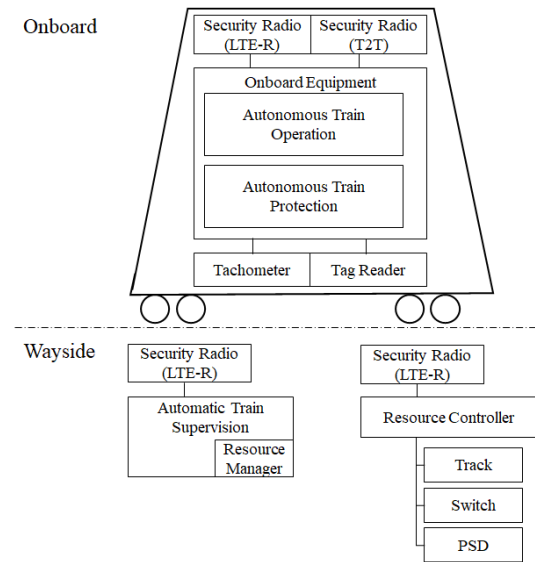 Onboard
Security Radio
(LTE-R)
Security Radio
(T2T)
Onboard Equipment
Autonomous Train
Operation
Autonomous Train
Protection
Tachometer
Tag Reader
Wayside
Security Radio
(LTE-R)
Automatic Train
Supervision
Resource
Manager
Security Radio
(LTE-R)
Resource Controller
Track
Switch
PSD